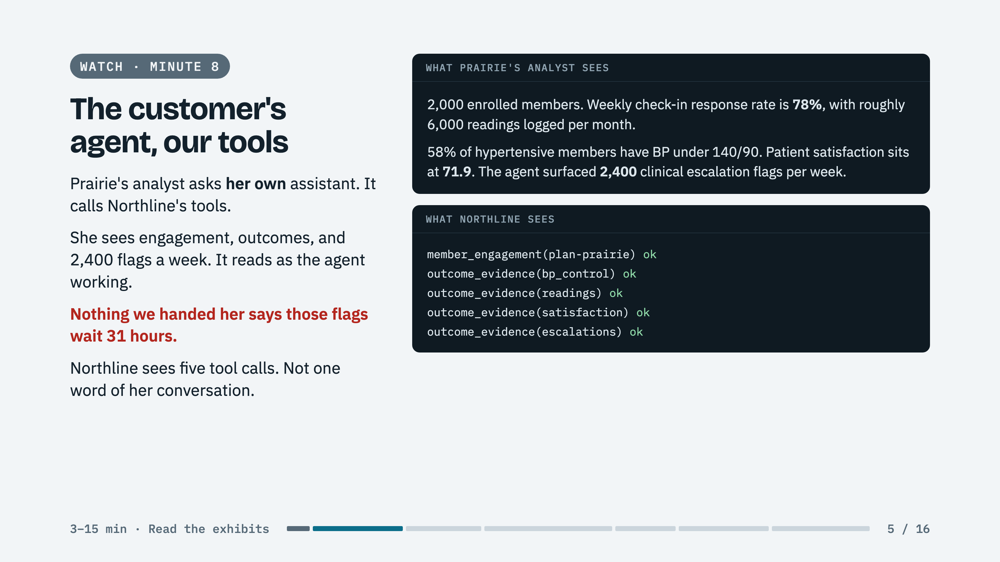 WATCH · MINUTE 8
The customer's
agent, our tools
Prairie's analyst asks her own assistant. It
calls Northline's tools.
She sees engagement, outcomes, and
2,400 flags a week. It reads as the agent
working.
Nothing we handed her says those flags
wait 31 hours.
Northline sees five tool calls. Not one
word of her conversation.
WHAT PRAIRIE'S ANALYST SEES
2,000 enrolled members. Weekly check-in response rate is 78%, with roughly
6,000 readings logged per month.
58% of hypertensive members have BP under 140/90. Patient satisfaction sits
at 71.9. The agent surfaced 2,400 clinical escalation flags per week.
WHAT NORTHLINE SEES
member_engagement(plan-prairie) ok
outcome_evidence(bp_control) ok
outcome_evidence(readings) ok
outcome_evidence(satisfaction) ok
outcome_evidence(escalations) ok
3–15 min · Read the exhibits
5 / 16